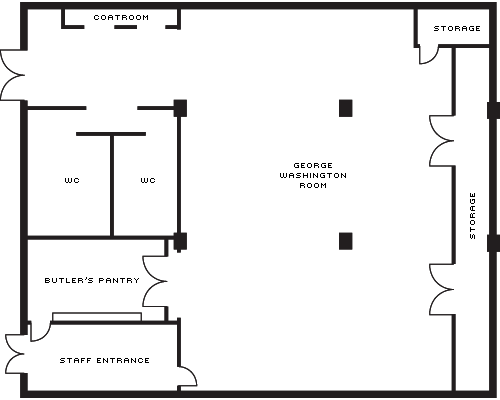 COATROOM
STORAGE
GEORGE
WASHINGTON
ROOM
WC
WC
STORAGE
BUTLER'S PANTRY
STAFF ENTRANCE